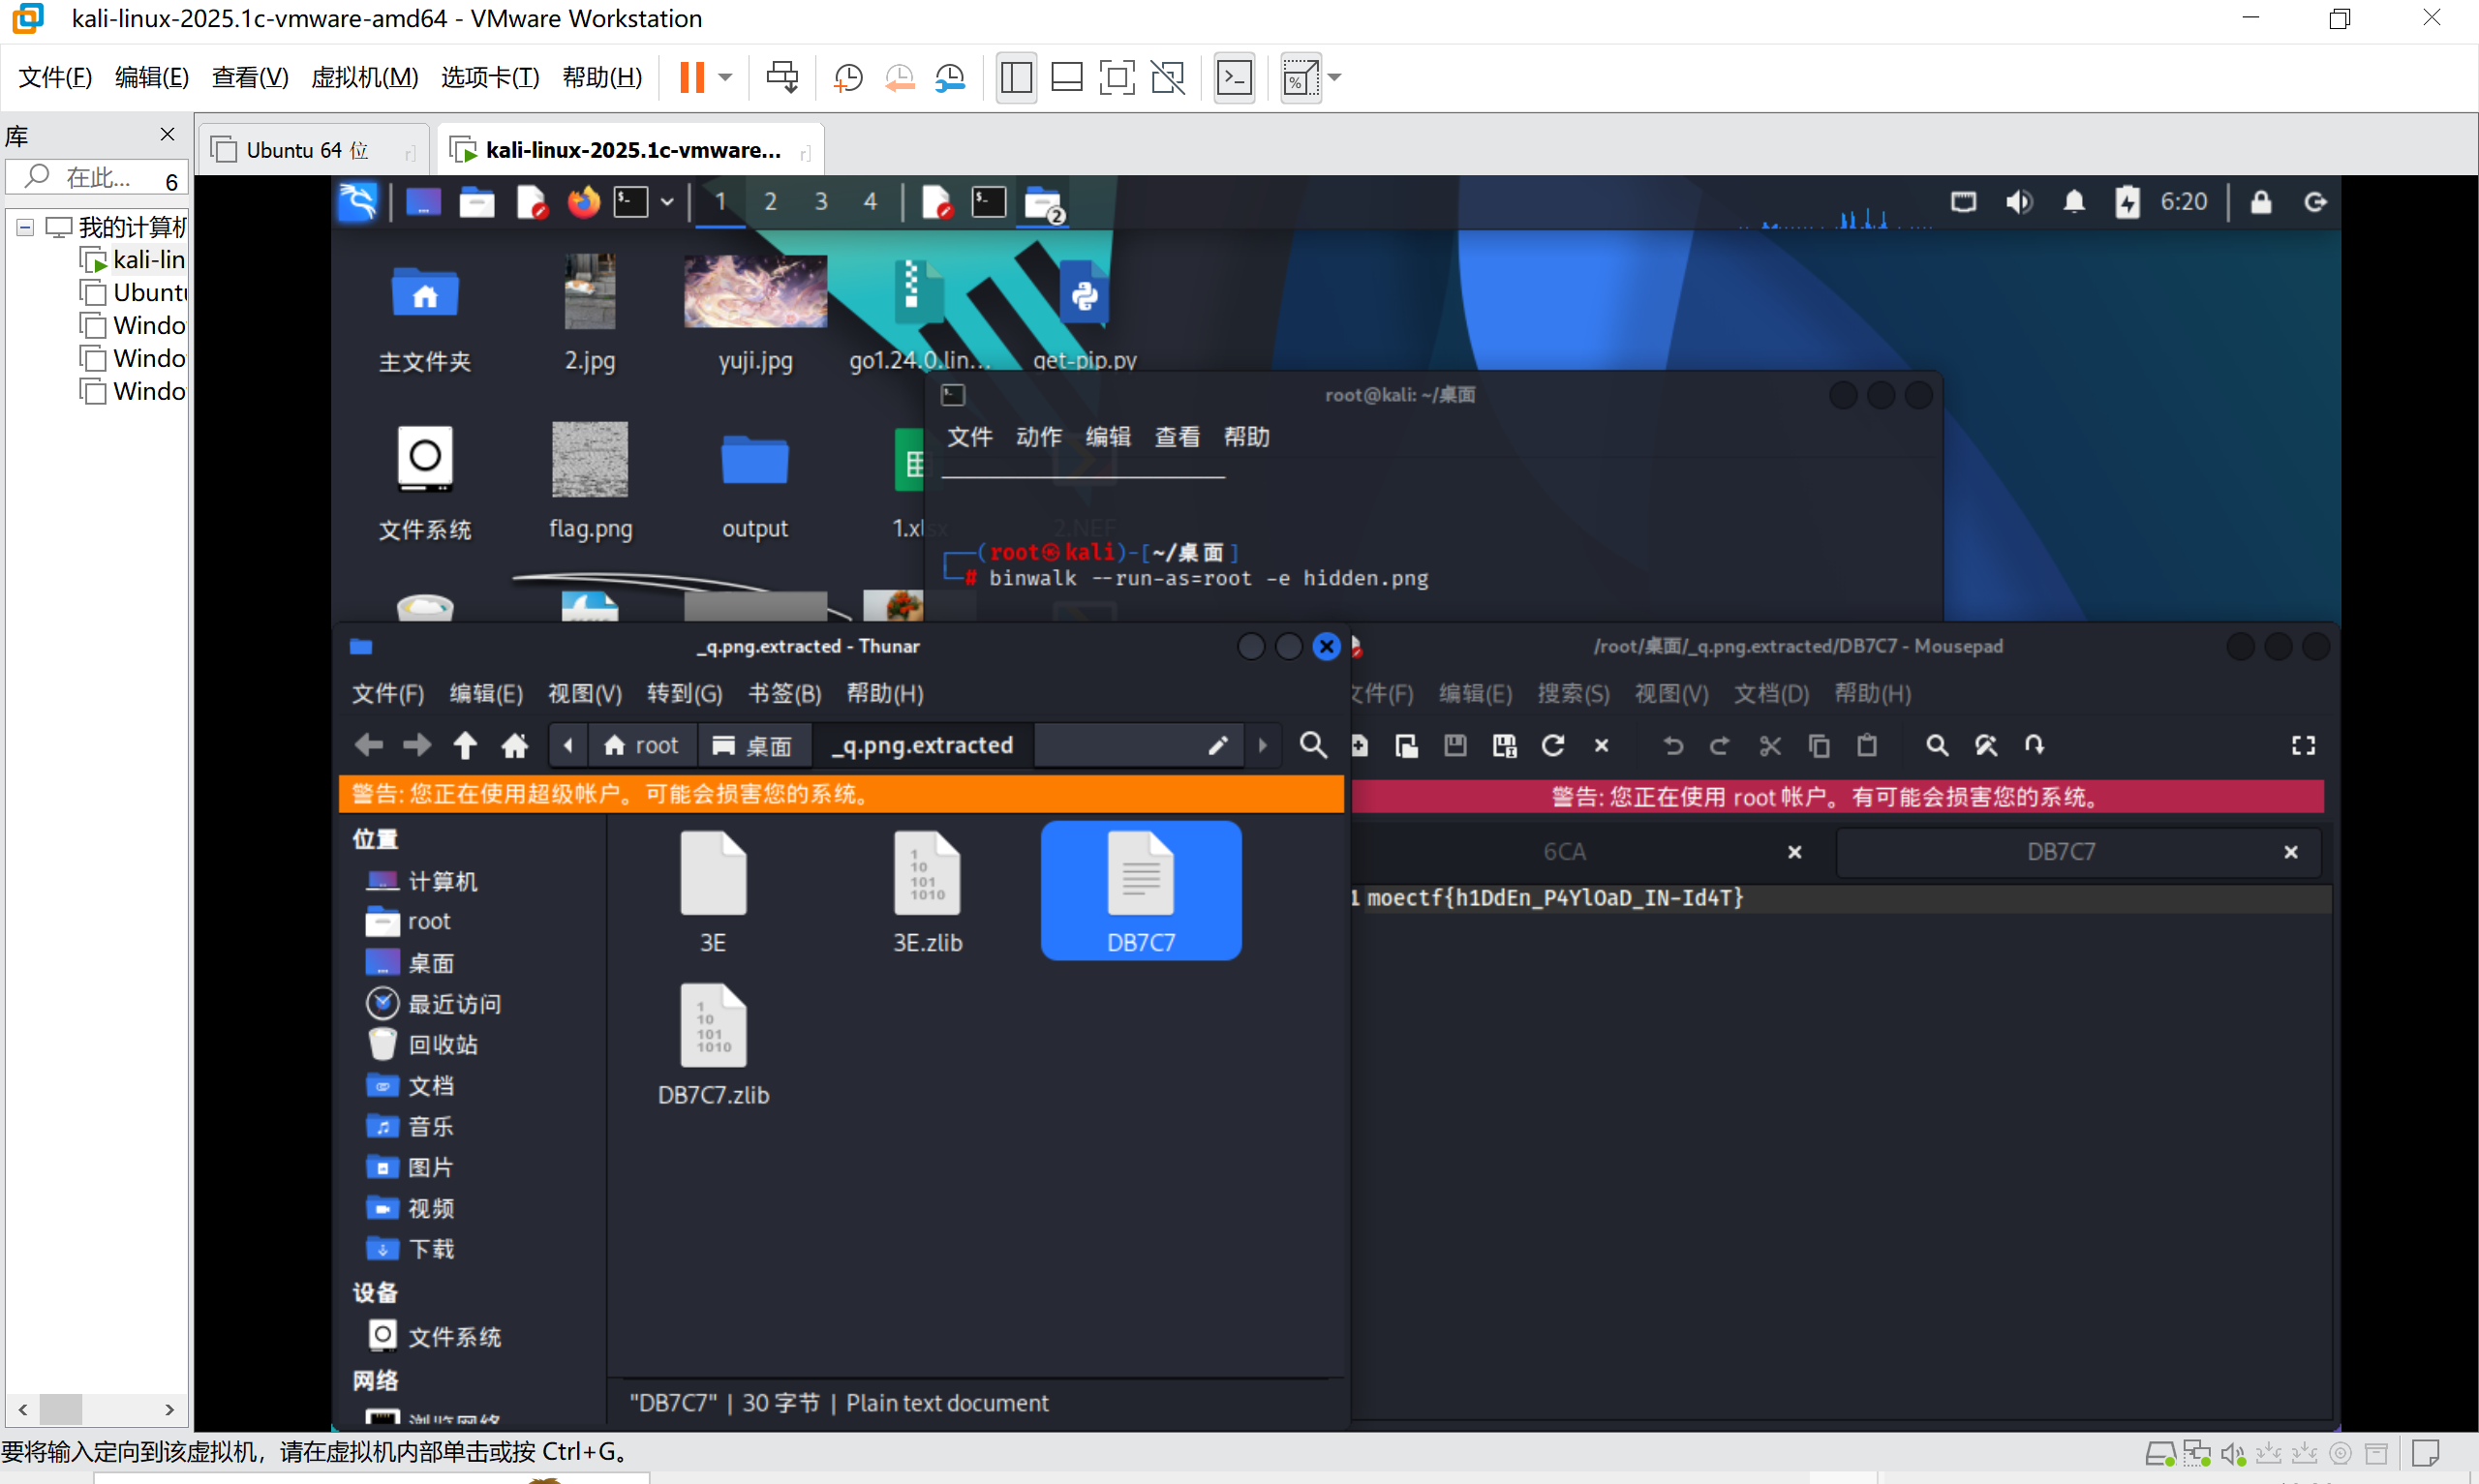 kali-linux-2025.1c-vmware-amd64 - VMware Workstation
文件(F) 编辑(E) 查看(V) 虚拟机(M) 选项卡(T) 帮助(H)
库
在此... 6
我的计算机
kali-lin
Ubuntu
Windo
Windo
Windo
Ubuntu 64 位
kali-linux-2025.1c-vmware...
1 2 3 4
2
6:20
主文件夹
2.jpg
yuji.jpg
go1.24.0.lin...
get-pip.py
文件系统
flag.png
output
1.xlsx
2.NEF
root@kali: ~/桌面
文件 动作 编辑 查看 帮助
(root㉿kali)-[~/桌面]
# binwalk --run-as=root -e hidden.png
_q.png.extracted - Thunar
文件(F) 编辑(E) 视图(V) 转到(G) 书签(B) 帮助(H)
root 桌面 _q.png.extracted
警告: 您正在使用超级帐户。可能会损害您的系统。
位置
计算机
root
桌面
最近访问
回收站
文档
音乐
图片
视频
下载
设备
文件系统
网络
浏览网络
3E
3E.zlib
DB7C7
DB7C7.zlib
"DB7C7" | 30 字节 | Plain text document
/root/桌面/_q.png.extracted/DB7C7 - Mousepad
文件(F) 编辑(E) 搜索(S) 视图(V) 文档(D) 帮助(H)
警告: 您正在使用 root 帐户。有可能会损害您的系统。
6CA
DB7C7
1 moectf{h1DdEn_P4YlOaD_IN-Id4T}
要将输入定向到该虚拟机，请在虚拟机内部单击或按 Ctrl+G。